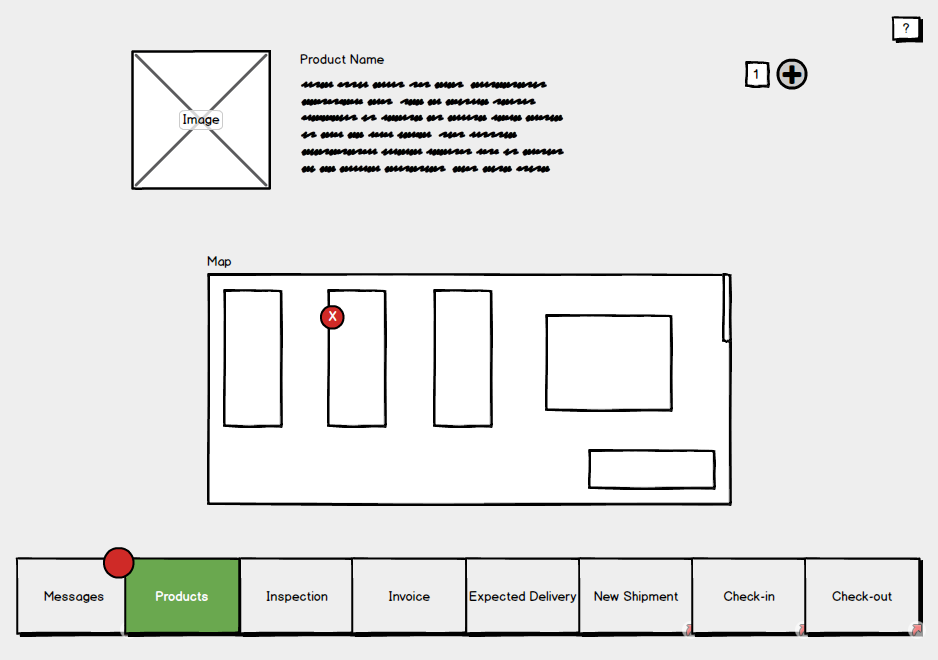 ?
Product Name
1
Image
Map
X
Messages
Products
Inspection
Invoice
Expected Delivery
New Shipment
Check-in
Check-out